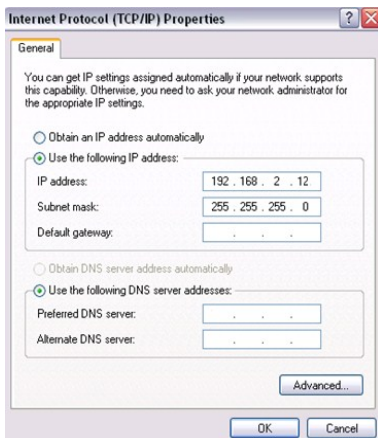 Internet Protocol (TCP/IP) Properties
General
You can get IP settings assigned automatically if your network supports
this capability. Otherwise, you need to ask your network administrator for
the appropriate IP settings.
Obtain an IP address automatically
Use the following IP address:
IP address: 192 . 168 . 2 . 12
Subnet mask: 255 . 255 . 255 . 0
Default gateway: . . .
Obtain DNS server address automatically
Use the following DNS server addresses:
Preferred DNS server: . . .
Alternate DNS server: . . .
Advanced...
OK Cancel